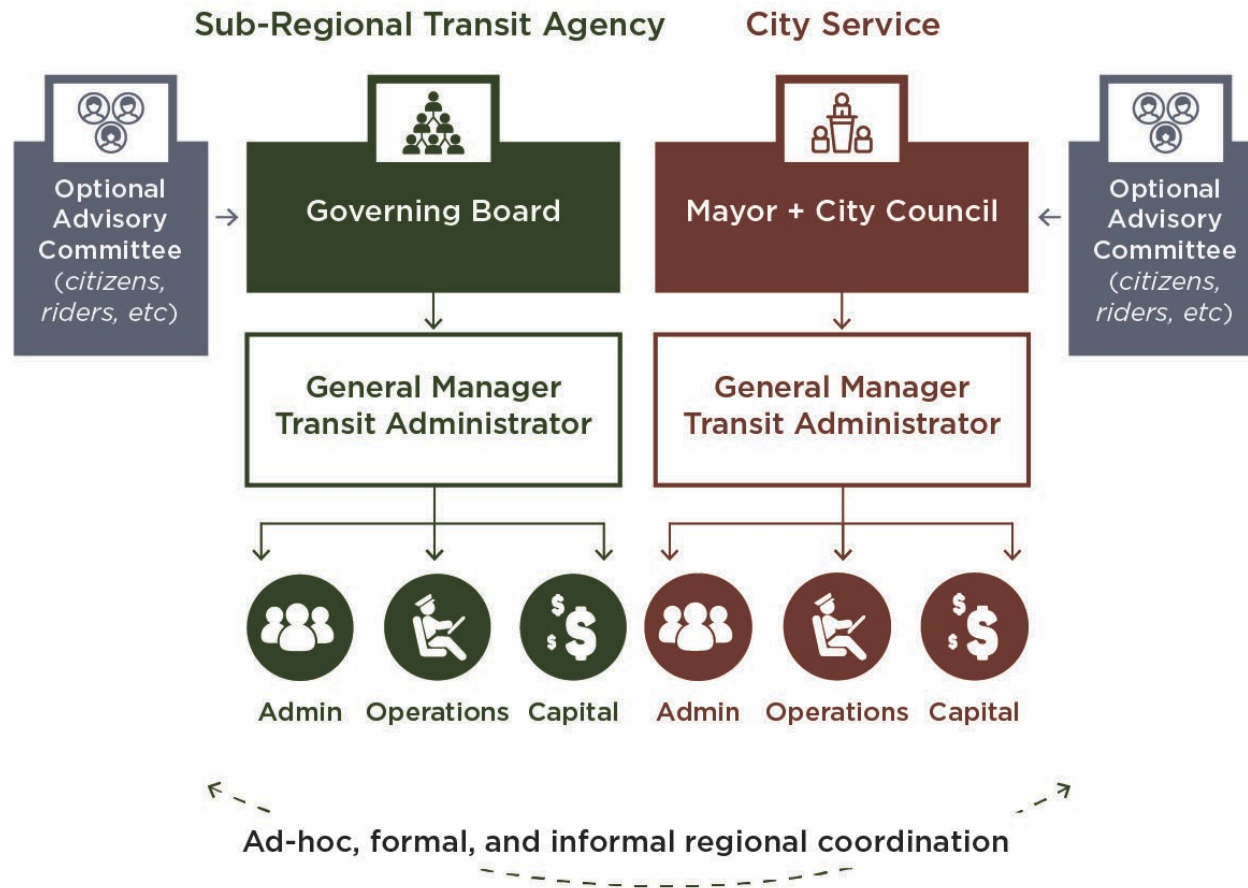 Sub-Regional Transit Agency
City Service
Optional
Advisory
Committee
(citizens,
riders, etc)
Governing Board
Mayor + City Council
Optional
Advisory
Committee
(citizens,
riders, etc)
General Manager
Transit Administrator
General Manager
Transit Administrator
$
$
$
$
$
$
Admin
Operations
Capital
Admin
Operations
Capital
Ad-hoc, formal, and informal regional coordination